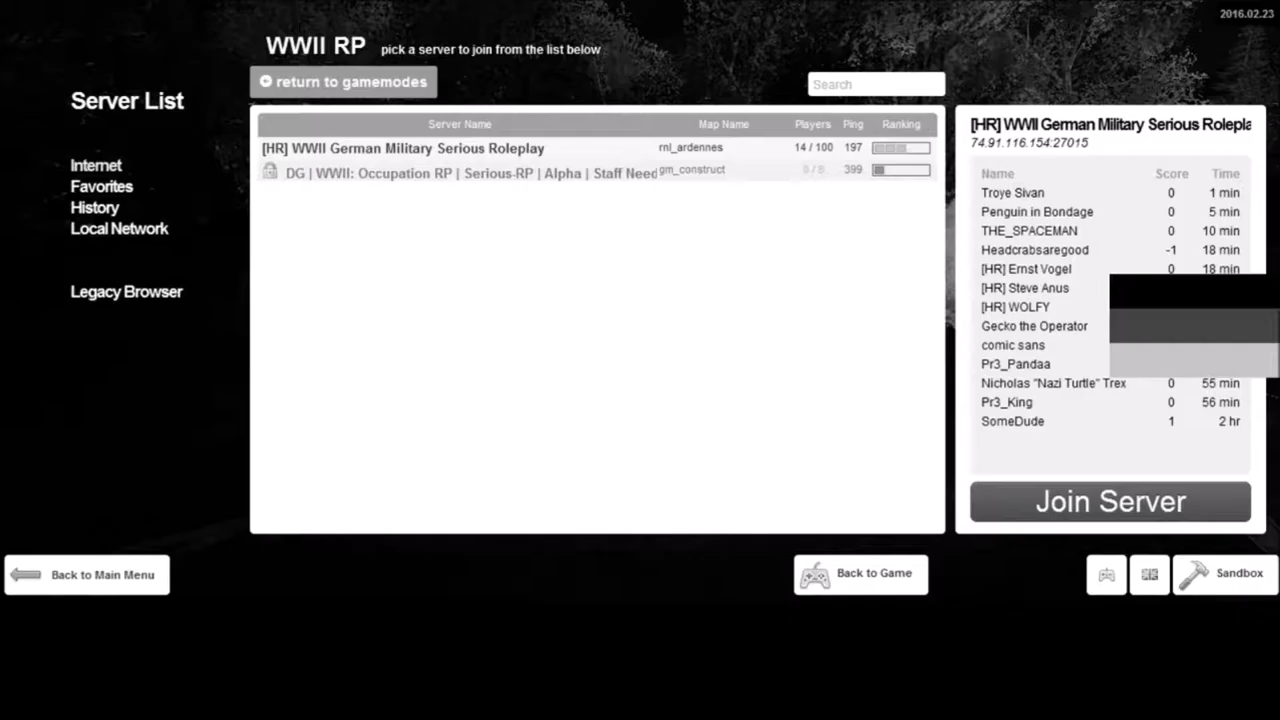 2016.02.23
WWII RP pick a server to join from the list below
return to gamemodes
Search
Server List
Internet
Favorites
History
Local Network
Legacy Browser
Server Name Map Name Players Ping Ranking
[HR] WWII German Military Serious Roleplay rnl_ardennes 14 / 100 197
DG | WWII: Occupation RP | Serious-RP | Alpha | Staff Need gm_construct 0 / 8 399
[HR] WWII German Military Serious Rolepla
74.91.116.154:27015
Name Score Time
Troye Sivan 0 1 min
Penguin in Bondage 0 5 min
THE_SPACEMAN 0 10 min
Headcrabsaregood -1 18 min
[HR] Ernst Vogel 0 18 min
[HR] Steve Anus
[HR] WOLFY
Gecko the Operator
comic sans
Pr3_Pandaa
Nicholas "Nazi Turtle" Trex 0 55 min
Pr3_King 0 56 min
SomeDude 1 2 hr
Join Server
Back to Main Menu
Back to Game
Sandbox